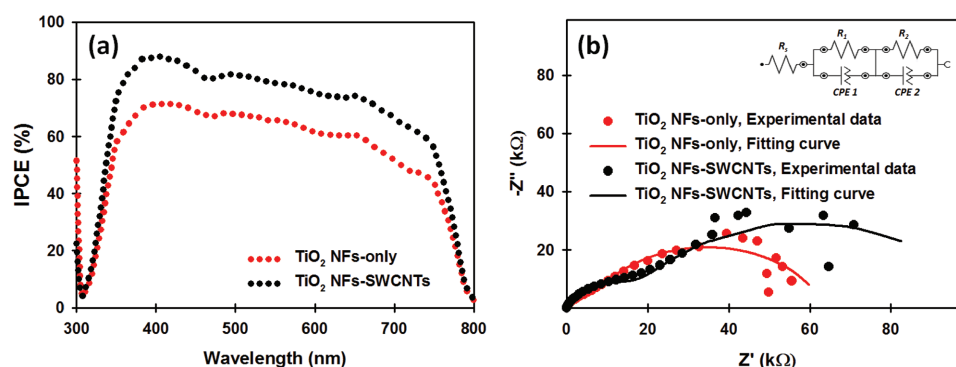 (a)
100
80
60
40
20
0
IPCE (%)
TiO2 NFs-only
TiO2 NFs-SWCNTs
300 400 500 600 700 800
Wavelength (nm)
(b)
80
60
40
20
0
-Z" (kΩ)
Rs
R1
R2
CPE 1
CPE 2
TiO2 NFs-only, Experimental data
TiO2 NFs-only, Fitting curve
TiO2 NFs-SWCNTs, Experimental data
TiO2 NFs-SWCNTs, Fitting curve
0 20 40 60 80
Z' (kΩ)